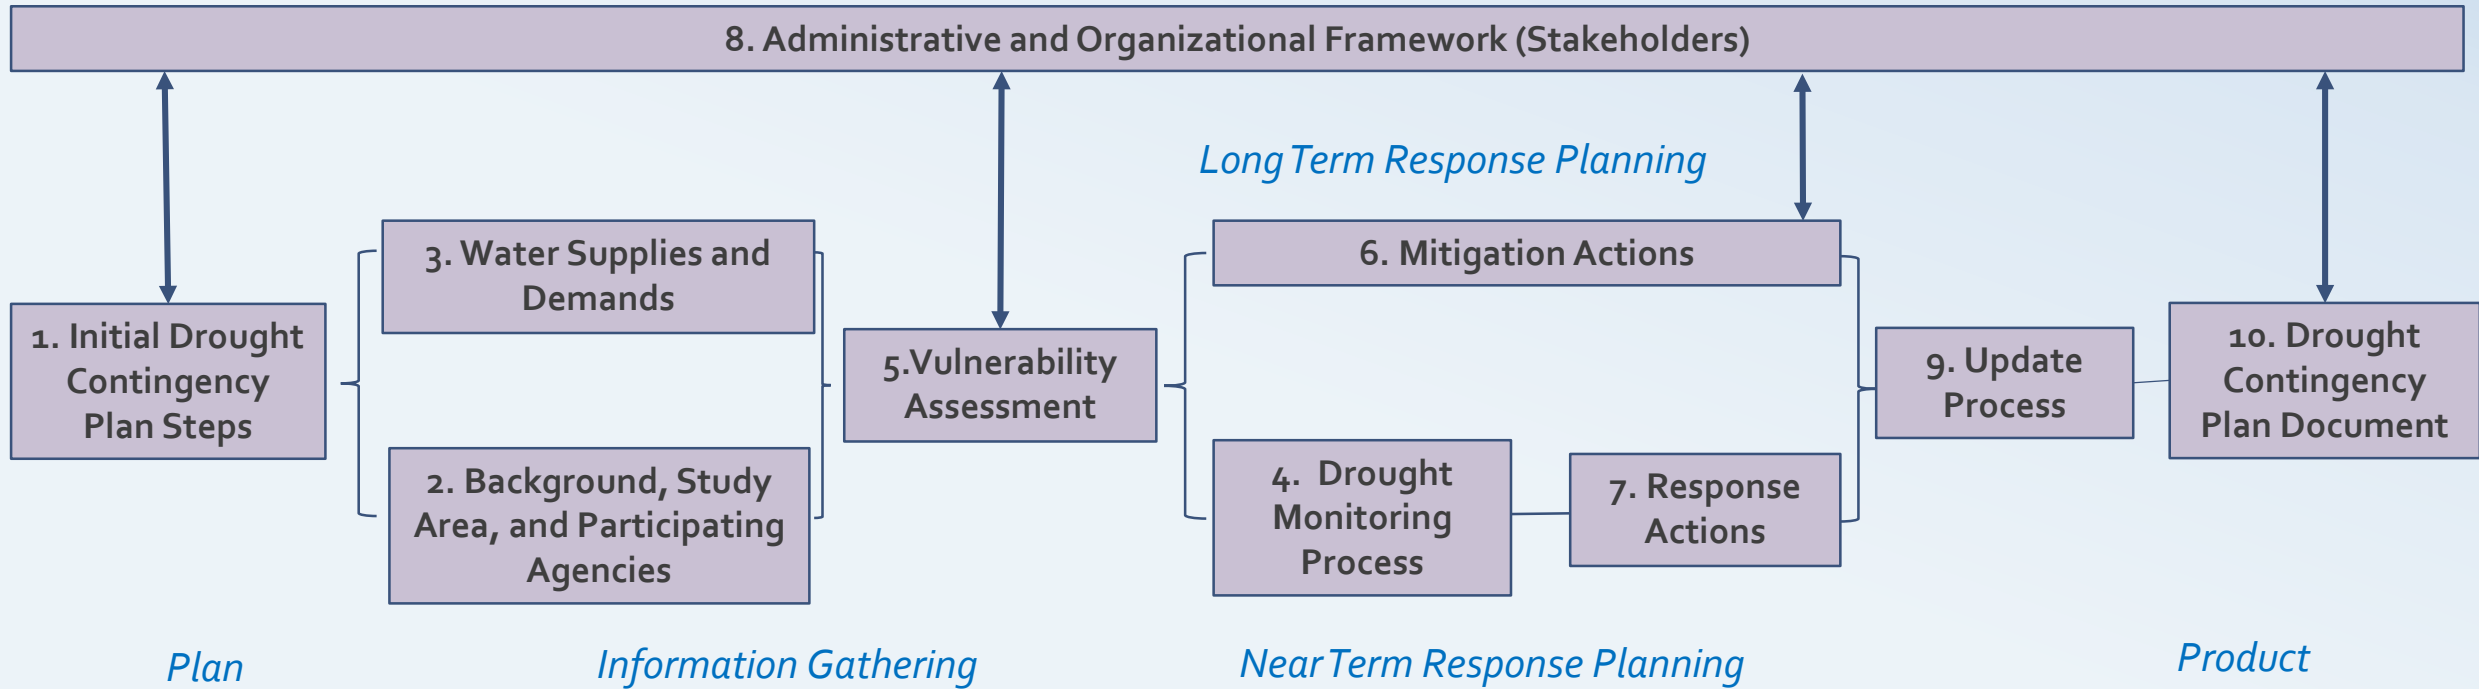 8. Administrative and Organizational Framework (Stakeholders)
Long Term Response Planning
3. Water Supplies and
Demands
6. Mitigation Actions
1. Initial Drought
Contingency
Plan Steps
5.Vulnerability
Assessment
9. Update
Process
10. Drought
Contingency
Plan Document
2. Background, Study
Area, and Participating
Agencies
4. Drought
Monitoring
Process
7. Response
Actions
Plan
Information Gathering
Near Term Response Planning
Product